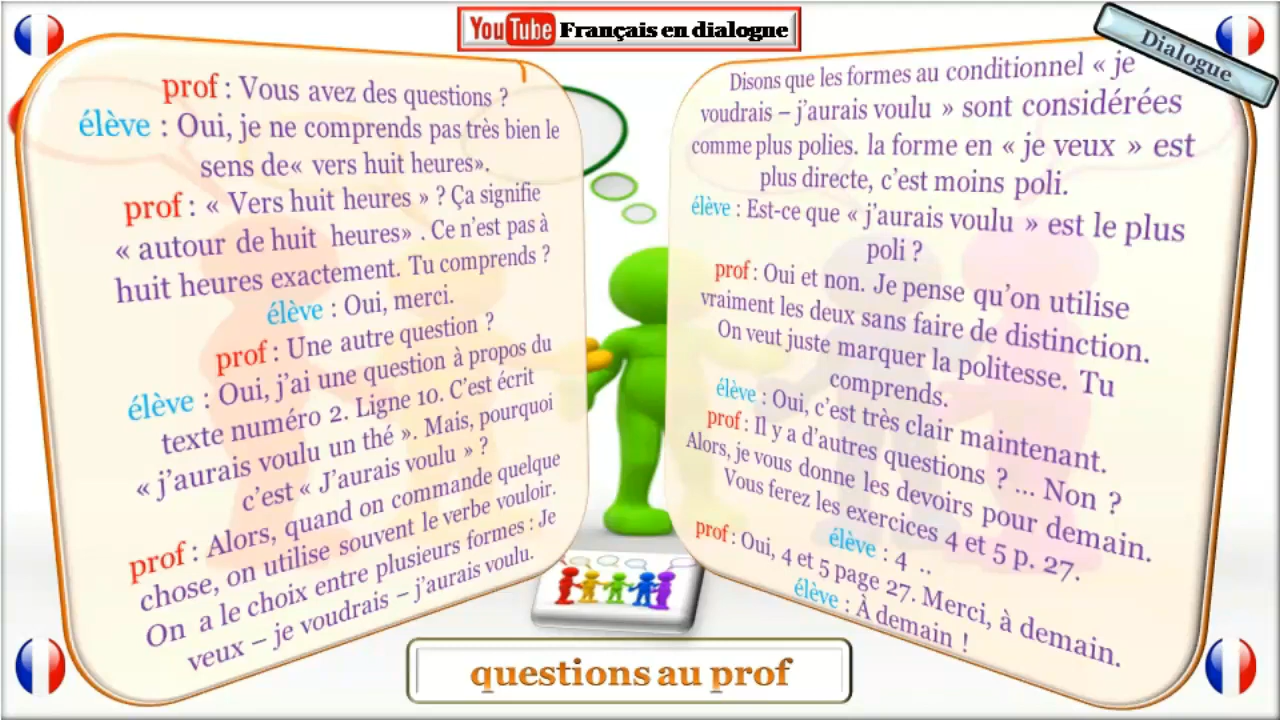 YouTube Français en dialogue
Dialogue
prof : Vous avez des questions ?
élève : Oui, je ne comprends pas très bien le
sens de« vers huit heures».
prof : « Vers huit heures » ? Ça signifie
« autour de huit heures» . Ce n'est pas à
huit heures exactement. Tu comprends ?
élève : Oui, merci.
prof : Une autre question ?
élève : Oui, j'ai une question à propos du
texte numéro 2. Ligne 10. C'est écrit
« j'aurais voulu un thé ». Mais, pourquoi
c'est « J'aurais voulu » ?
prof : Alors, quand on commande quelque
chose, on utilise souvent le verbe vouloir.
On a le choix entre plusieurs formes : Je
veux – je voudrais – j'aurais voulu.
Disons que les formes au conditionnel « je
voudrais – j'aurais voulu » sont considérées
comme plus polies. la forme en « je veux » est
plus directe, c'est moins poli.
élève : Est-ce que « j'aurais voulu » est le plus
poli ?
prof : Oui et non. Je pense qu'on utilise
vraiment les deux sans faire de distinction.
On veut juste marquer la politesse. Tu
comprends.
élève : Oui, c'est très clair maintenant.
prof : Il y a d'autres questions ? ... Non ?
Alors, je vous donne les devoirs pour demain.
Vous ferez les exercices 4 et 5 p. 27.
élève : 4 ..
prof : Oui, 4 et 5 page 27. Merci, à demain.
élève : À demain !
questions au prof